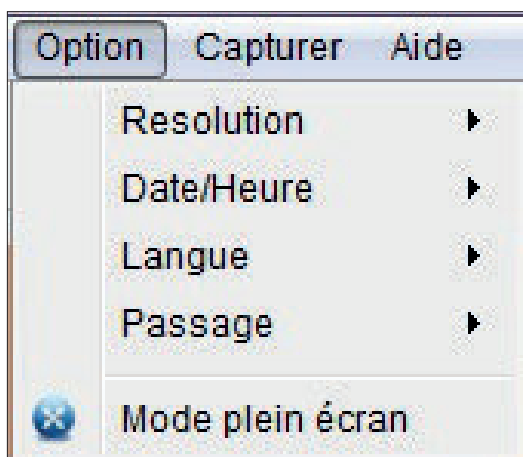 Option Capturer Aide
Resolution
Date/Heure
Langue
Passage
Mode plein écran